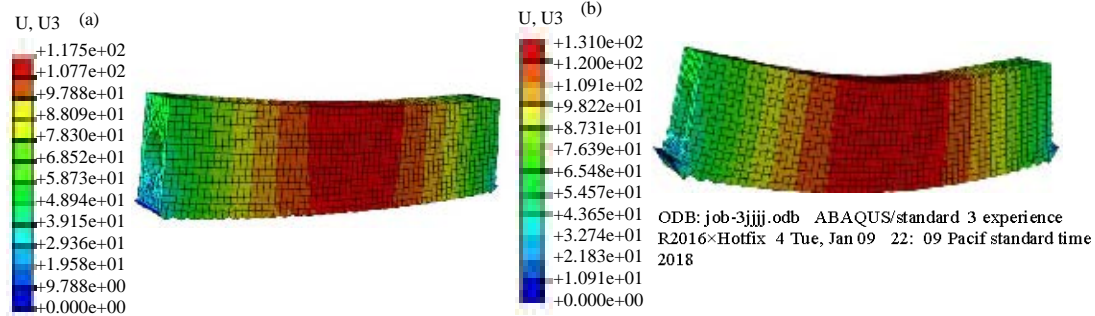 U, U3 (a)
+1.175e+02
+1.077e+02
+9.788e+01
+8.809e+01
+7.830e+01
+6.852e+01
+5.873e+01
+4.894e+01
+3.915e+01
+2.936e+01
+1.958e+01
+9.788e+00
+0.000e+00
U, U3 (b)
+1.310e+02
+1.200e+02
+1.091e+02
+9.822e+01
+8.731e+01
+7.639e+01
+6.548e+01
+5.457e+01
+4.365e+01
+3.274e+01
+2.183e+01
+1.091e+01
+0.000e+00
ODB: job-3jjjj.odb ABAQUS/standard 3 experience
R2016×Hotfix 4 Tue, Jan 09 22: 09 Pacif standard time
2018